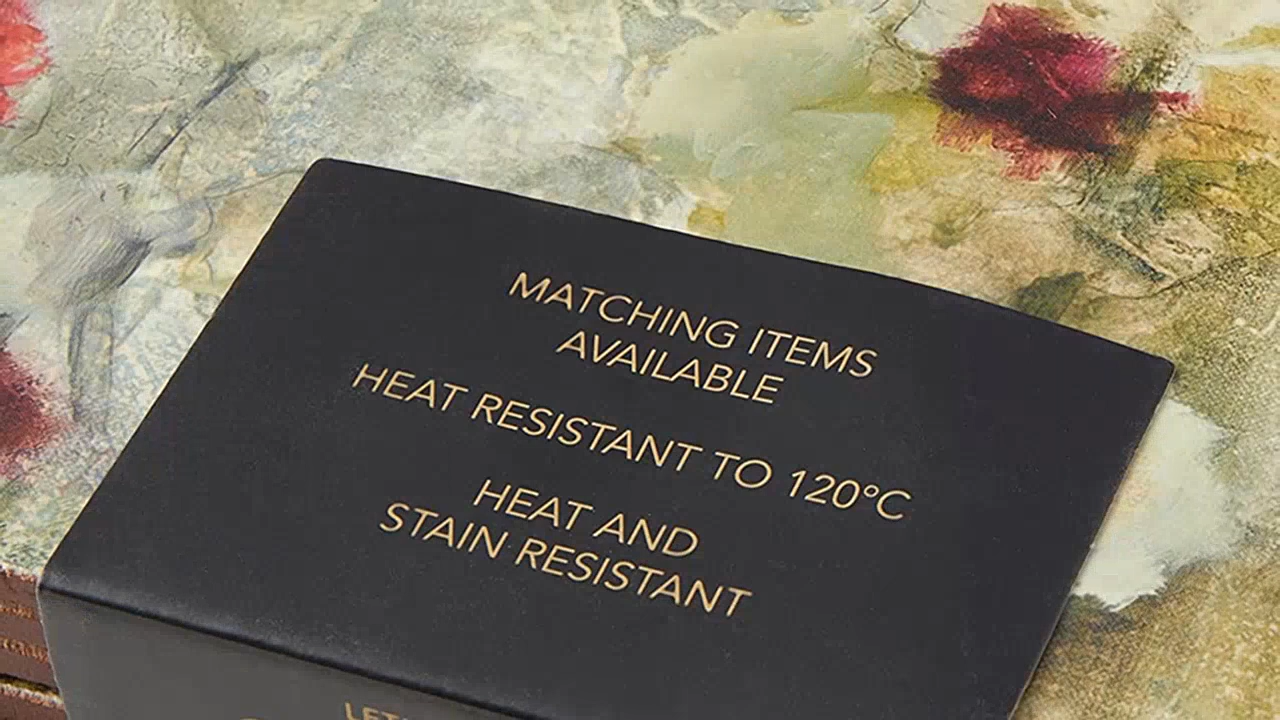 MATCHING ITEMS
AVAILABLE
HEAT RESISTANT TO 120°C
HEAT AND
STAIN RESISTANT